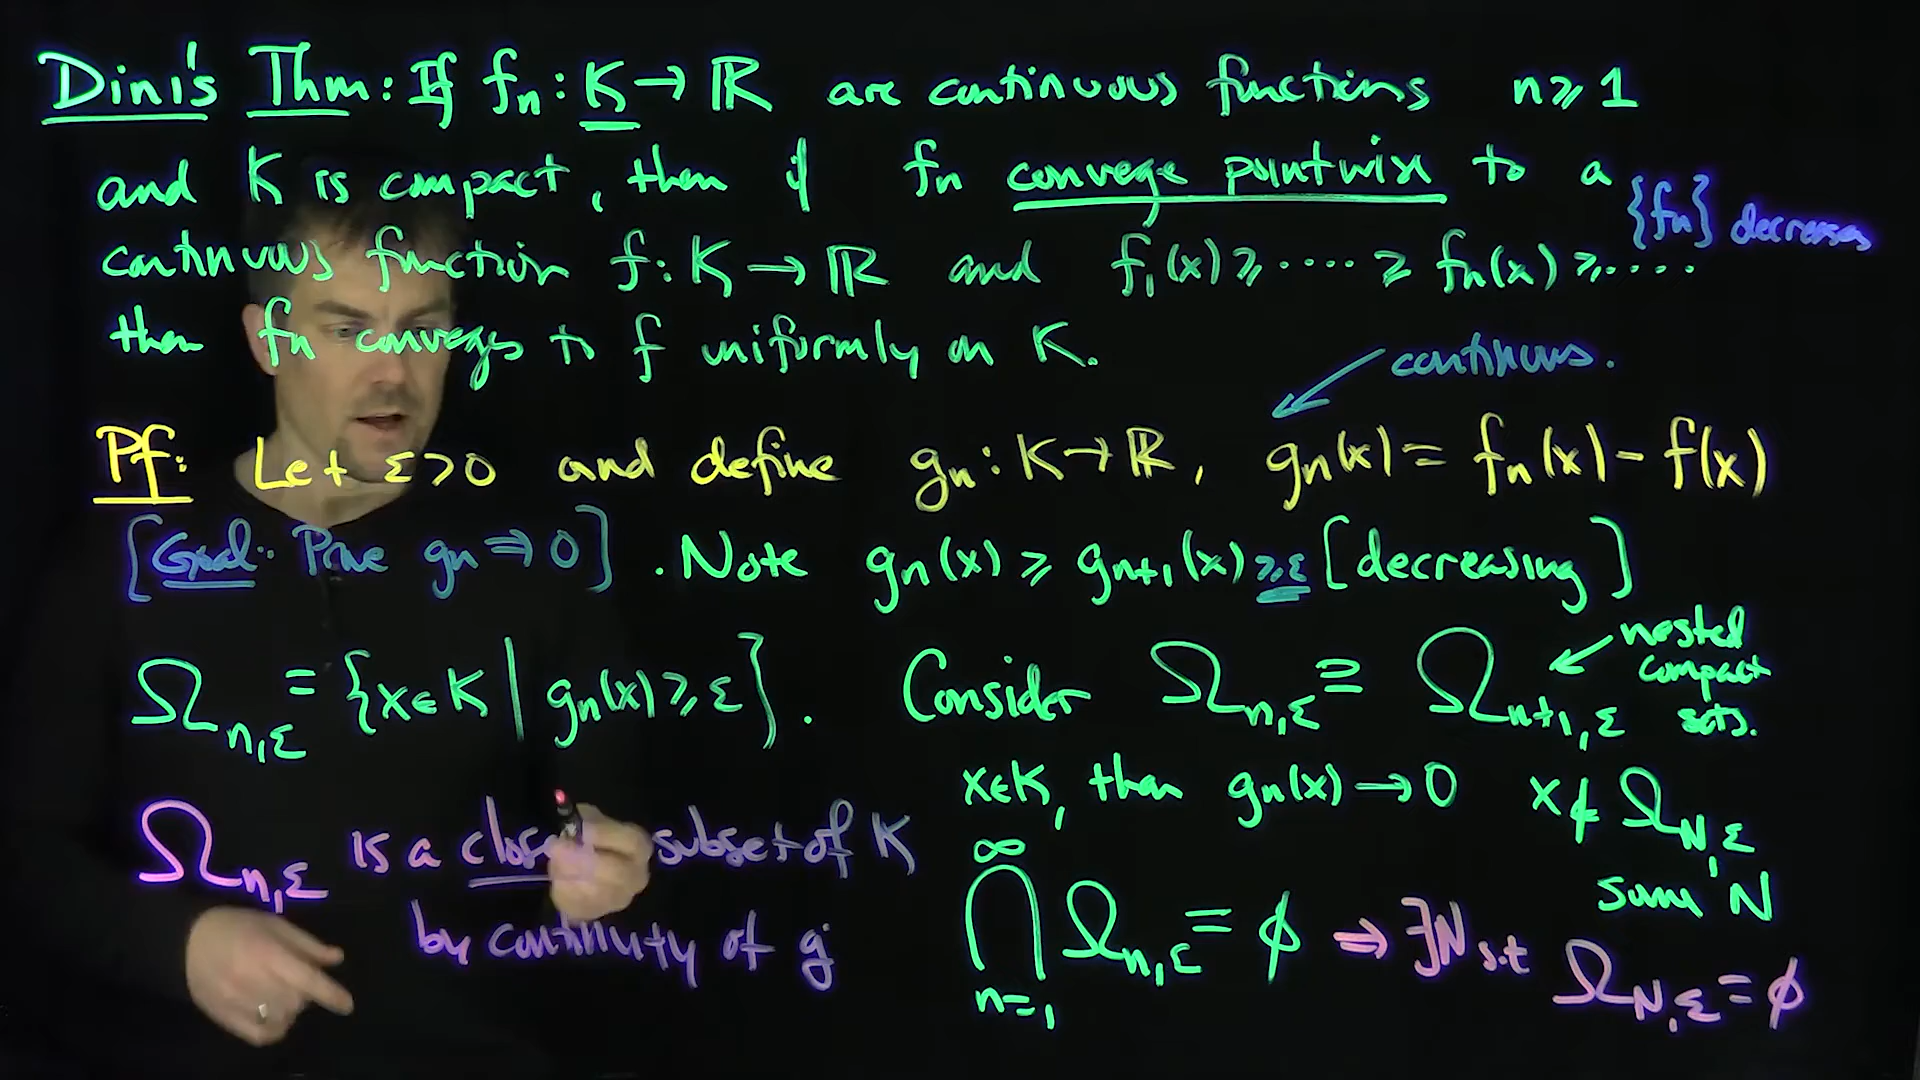 Dini's Thm: If fn : K → ℝ are continuous functions n ≥ 1
and K is compact, then if fn converge pointwise to a
{fn} decreases
continuous function f: K → ℝ and f₁(x) ≥ ····· ≥ fn(x) ≥ ·····
then fn converges to f uniformly on K.
continuous.
Pf: Let ε > 0 and define gn : K → ℝ, gn(x) = fn(x) - f(x)
[Goal: Prove gn ⇒ 0] . Note gn(x) ≥ gn+1(x) ≥ ε [decreasing]
Ωn,ε = {x ∈ K | gn(x) ≥ ε}. Consider Ωn,ε ⊇ Ωn+1,ε
nested
compact
sets.
x ∈ K, then gn(x) → 0 x ∉ ΩN,ε
some N
Ωn,ε is a closed subset of K
by continuity of g
∞ ⋂ n=1 Ωn,ε = ϕ ⇒ ∃N s.t ΩN,ε = ϕ